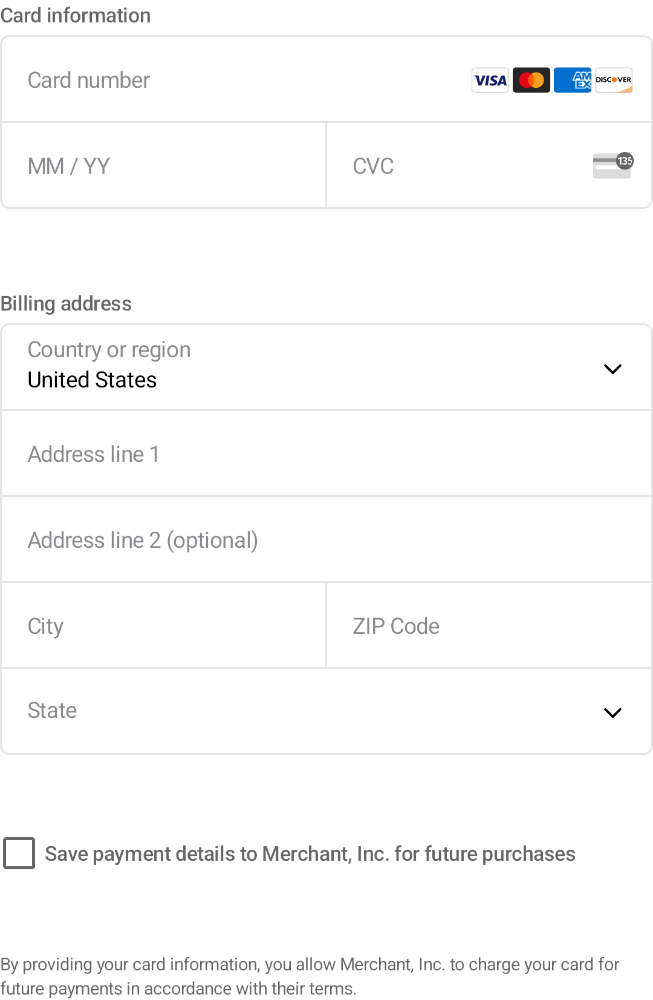 Card information
Card number VISA AM EX DISCOVER
MM / YY CVC 135
Billing address
Country or region
United States
Address line 1
Address line 2 (optional)
City ZIP Code
State
Save payment details to Merchant, Inc. for future purchases
By providing your card information, you allow Merchant, Inc. to charge your card for
future payments in accordance with their terms.